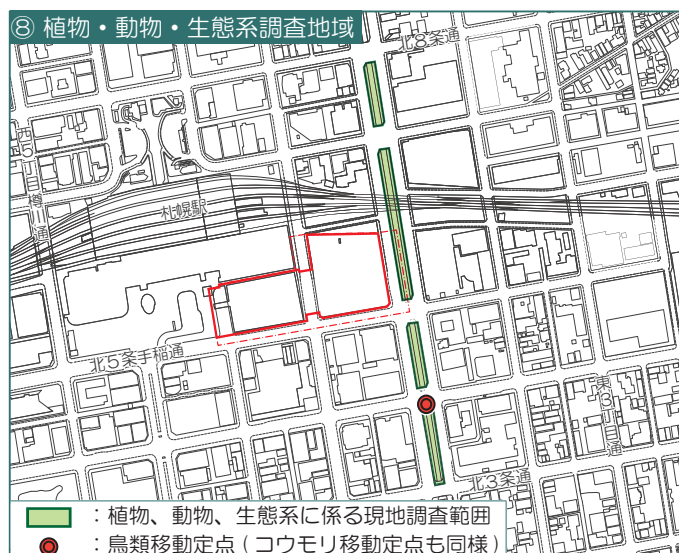 ⑧ 植物・動物・生態系調査地域
北8条通
西5丁目樽川通
札幌駅
北5条手稲通
東3丁目通
北3条通
：植物、動物、生態系に係る現地調査範囲
：鳥類移動定点 ( コウモリ移動定点も同様 )